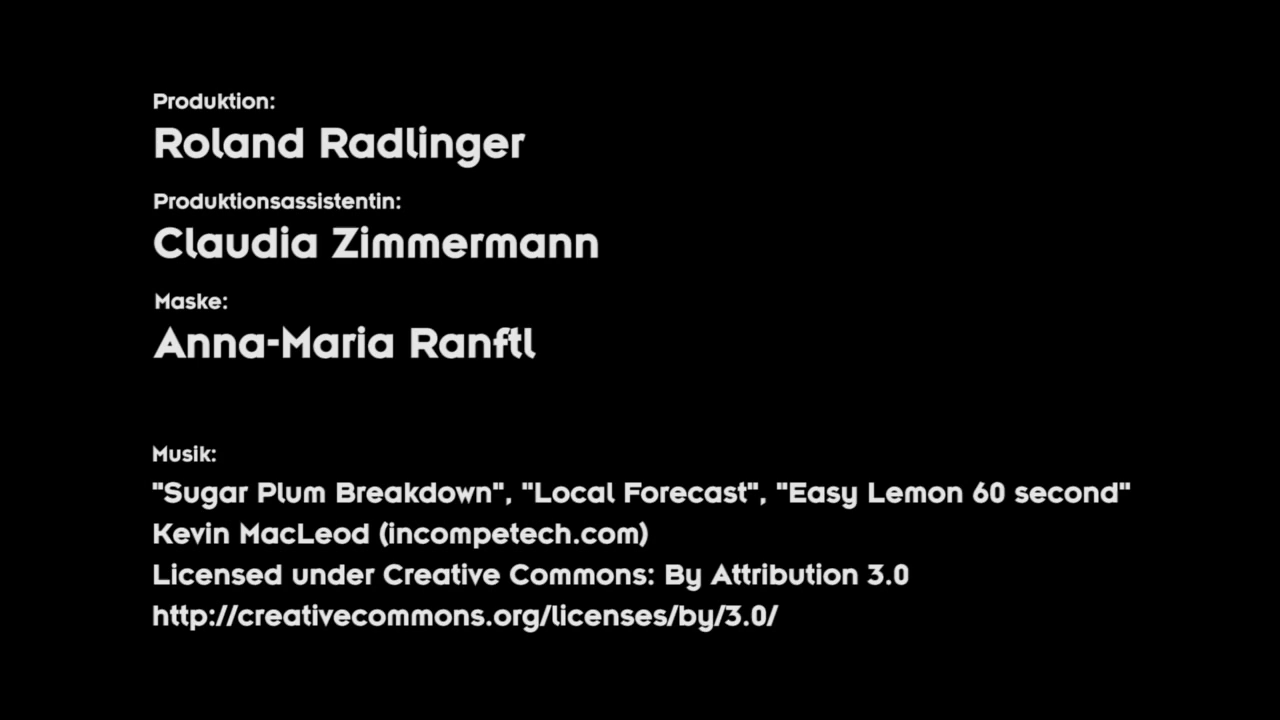 Produktion:
Roland Radlinger
Produktionsassistentin:
Claudia Zimmermann
Maske:
Anna-Maria Ranftl
Musik:
"Sugar Plum Breakdown", "Local Forecast", "Easy Lemon 60 second"
Kevin MacLeod (incompetech.com)
Licensed under Creative Commons: By Attribution 3.0
http://creativecommons.org/licenses/by/3.0/